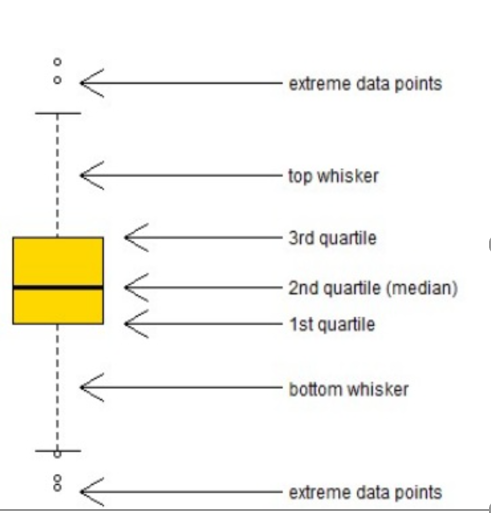 extreme data points
top whisker
3rd quartile
2nd quartile (median)
1st quartile
bottom whisker
extreme data points